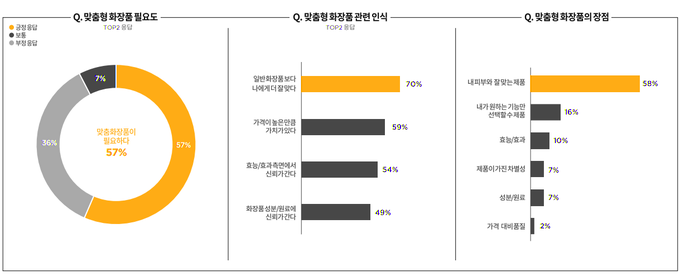 Q. 맞춤형 화장품 필요도
TOP2 응답
긍정 응답
보통
부정 응답
7%
36%
57%
맞춤화장품이
필요하다
57%
Q. 맞춤형 화장품 관련 인식
TOP2 응답
일반화장품보다
나에게 더 잘 맞다
70%
가격이 높은 만큼
가치가 있다
59%
효능/효과 측면에서
신뢰가 간다
54%
화장품 성분/원료에
신뢰가 간다
49%
Q. 맞춤형 화장품의 장점
내 피부와 잘 맞는 제품
58%
내가 원하는 기능만
선택할 수 제품
16%
효능/효과
10%
제품이 가진 차별성
7%
성분/원료
7%
가격 대비 품질
2%